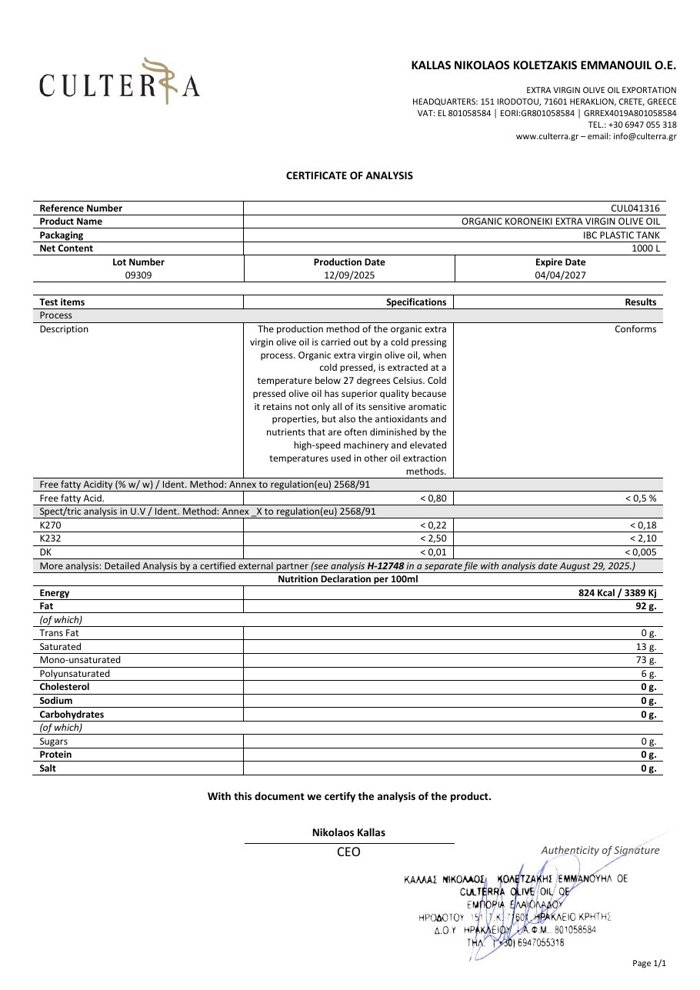 CULTERRA
KALLAS NIKOLAOS KOLETZAKIS EMMANOUIL O.E.
EXTRA VIRGIN OLIVE OIL EXPORTATION
HEADQUARTERS: 151 IRODOTOU, 71601 HERAKLION, CRETE, GREECE
VAT: EL 801058584 | EORI:GR801058584 | GRREX4019A801058584
TEL.: +30 6947 055 318
www.culterra.gr – email: info@culterra.gr
CERTIFICATE OF ANALYSIS
Reference Number CUL041316
Product Name ORGANIC KORONEIKI EXTRA VIRGIN OLIVE OIL
Packaging IBC PLASTIC TANK
Net Content 1000 L
Lot Number Production Date Expire Date
09309 12/09/2025 04/04/2027
Test items Specifications Results
Process
Description The production method of the organic extra Conforms
virgin olive oil is carried out by a cold pressing
process. Organic extra virgin olive oil, when
cold pressed, is extracted at a
temperature below 27 degrees Celsius. Cold
pressed olive oil has superior quality because
it retains not only all of its sensitive aromatic
properties, but also the antioxidants and
nutrients that are often diminished by the
high-speed machinery and elevated
temperatures used in other oil extraction
methods.
Free fatty Acidity (% w/ w) / Ident. Method: Annex to regulation(eu) 2568/91
Free fatty Acid. < 0,80 < 0,5 %
Spect/tric analysis in U.V / Ident. Method: Annex _X to regulation(eu) 2568/91
K270 < 0,22 < 0,18
K232 < 2,50 < 2,10
DK < 0,01 < 0,005
More analysis: Detailed Analysis by a certified external partner (see analysis H-12748 in a separate file with analysis date August 29, 2025.)
Nutrition Declaration per 100ml
Energy 824 Kcal / 3389 Kj
Fat 92 g.
(of which)
Trans Fat 0 g.
Saturated 13 g.
Mono-unsaturated 73 g.
Polyunsaturated 6 g.
Cholesterol 0 g.
Sodium 0 g.
Carbohydrates 0 g.
(of which)
Sugars 0 g.
Protein 0 g.
Salt 0 g.
With this document we certify the analysis of the product.
Nikolaos Kallas
CEO
Authenticity of Signature
ΚΑΛΛΑΣ ΝΙΚΟΛΑΟΣ ΚΟΛΕΤΖΑΚΗΣ ΕΜΜΑΝΟΥΗΛ ΟΕ
CULTERRA OLIVE OIL OE
ΕΜΠΟΡΙΑ ΕΛΑΙΟΛΑΔΟΥ
ΗΡΟΔΟΤΟΥ 151 Τ.Κ. 71601 ΗΡΑΚΛΕΙΟ ΚΡΗΤΗΣ
Δ.Ο.Υ ΗΡΑΚΛΕΙΟΥ Α.Φ.Μ. 801058584
ΤΗΛ. (+30) 6947055318
Page 1/1